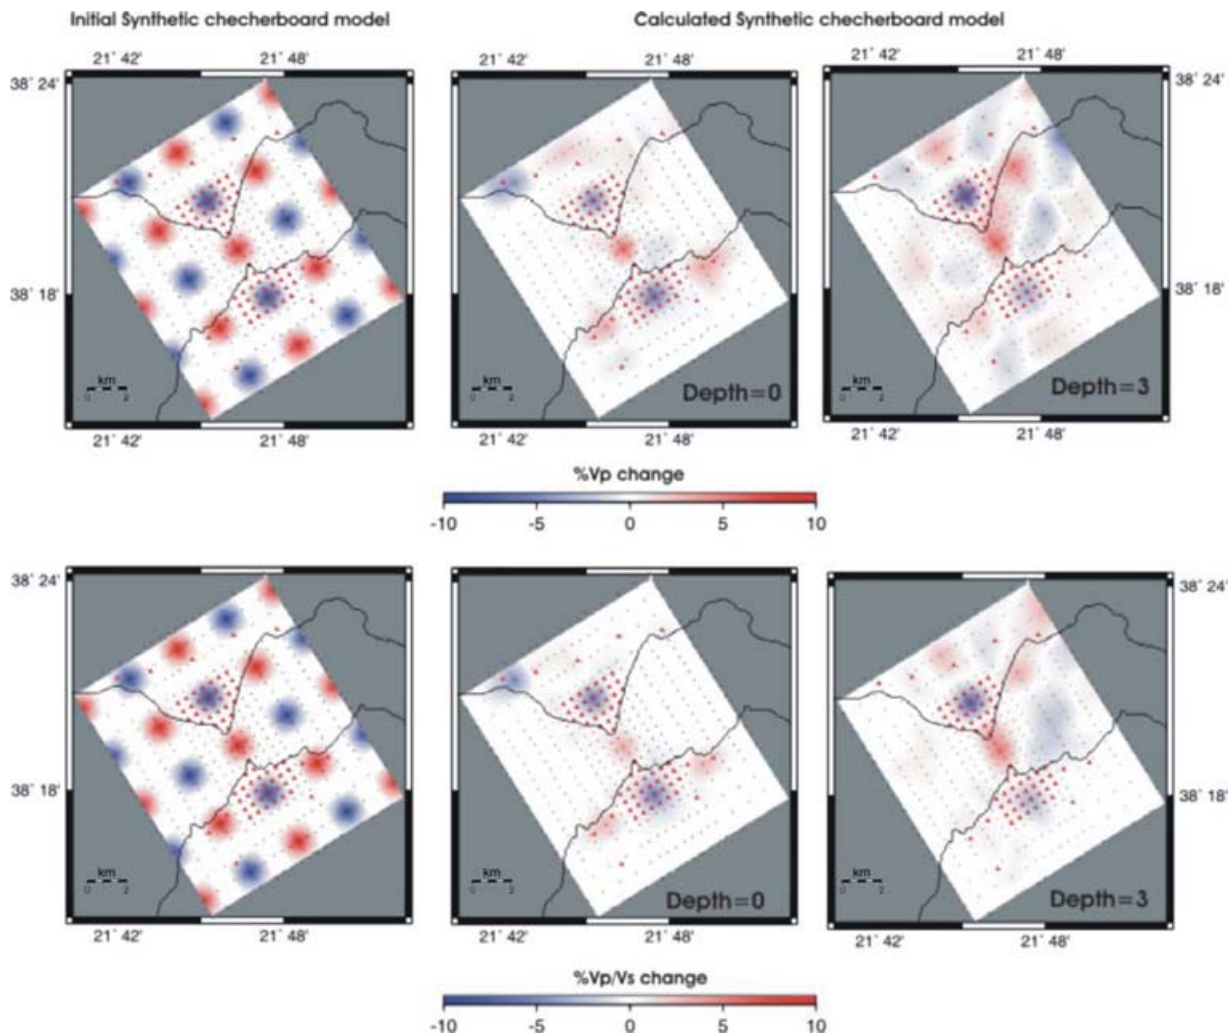 Initial Synthetic checherboard model
Calculated Synthetic checherboard model
21° 42' 21° 48' 21° 42' 21° 48' 21° 42' 21° 48'
38° 24' 38° 24'
38° 18' 38° 18'
km km km
0 2 0 2 0 2
Depth=0 Depth=3
21° 42' 21° 48' 21° 42' 21° 48' 21° 42' 21° 48'
%Vp change
-10 -5 0 5 10
38° 24' 38° 24'
38° 18' 38° 18'
km km km
0 2 0 2 0 2
Depth=0 Depth=3
21° 42' 21° 48' 21° 42' 21° 48' 21° 42' 21° 48'
%Vp/Vs change
-10 -5 0 5 10